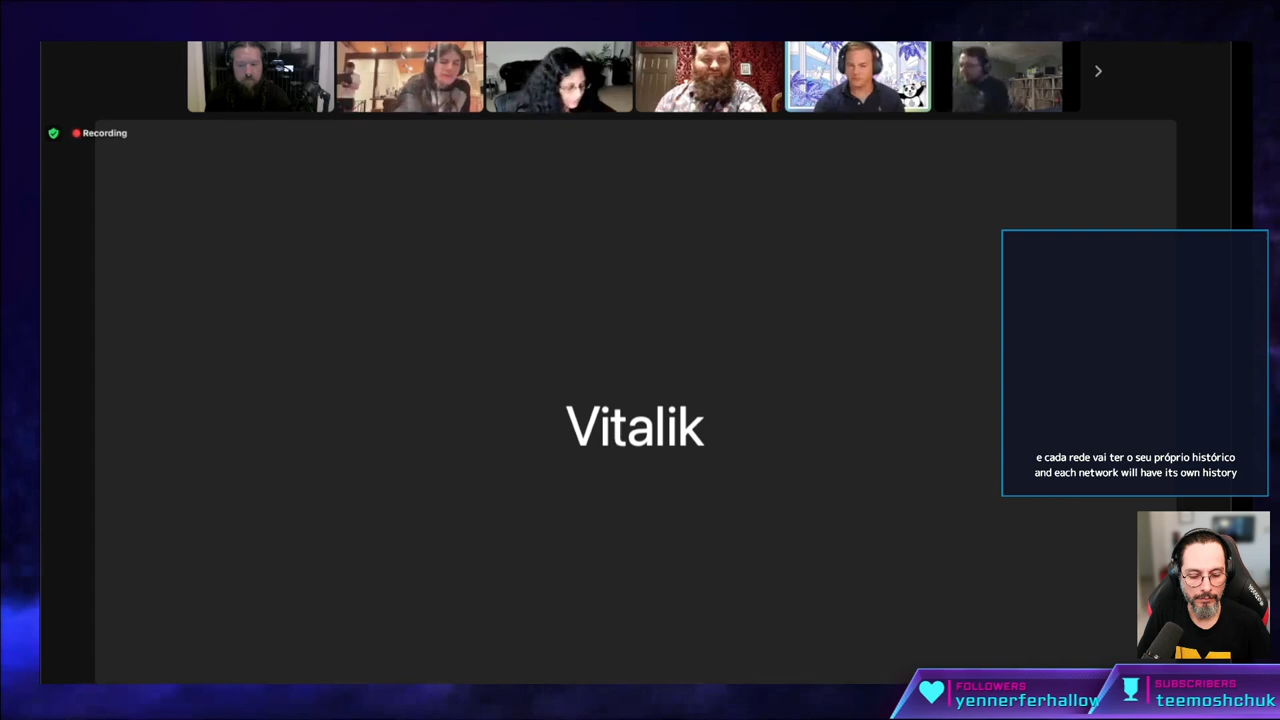 Recording
Vitalik
e cada rede vai ter o seu próprio histórico
and each network will have its own history
FOLLOWERS
yennerferhallow
SUBSCRIBERS
teemoshchuk